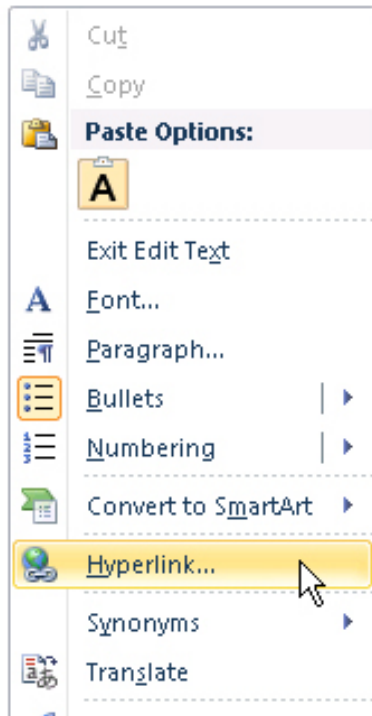 Cut
Copy
Paste Options:
A
Exit Edit Text
Font...
Paragraph...
Bullets
Numbering
Convert to SmartArt
Hyperlink...
Synonyms
Translate